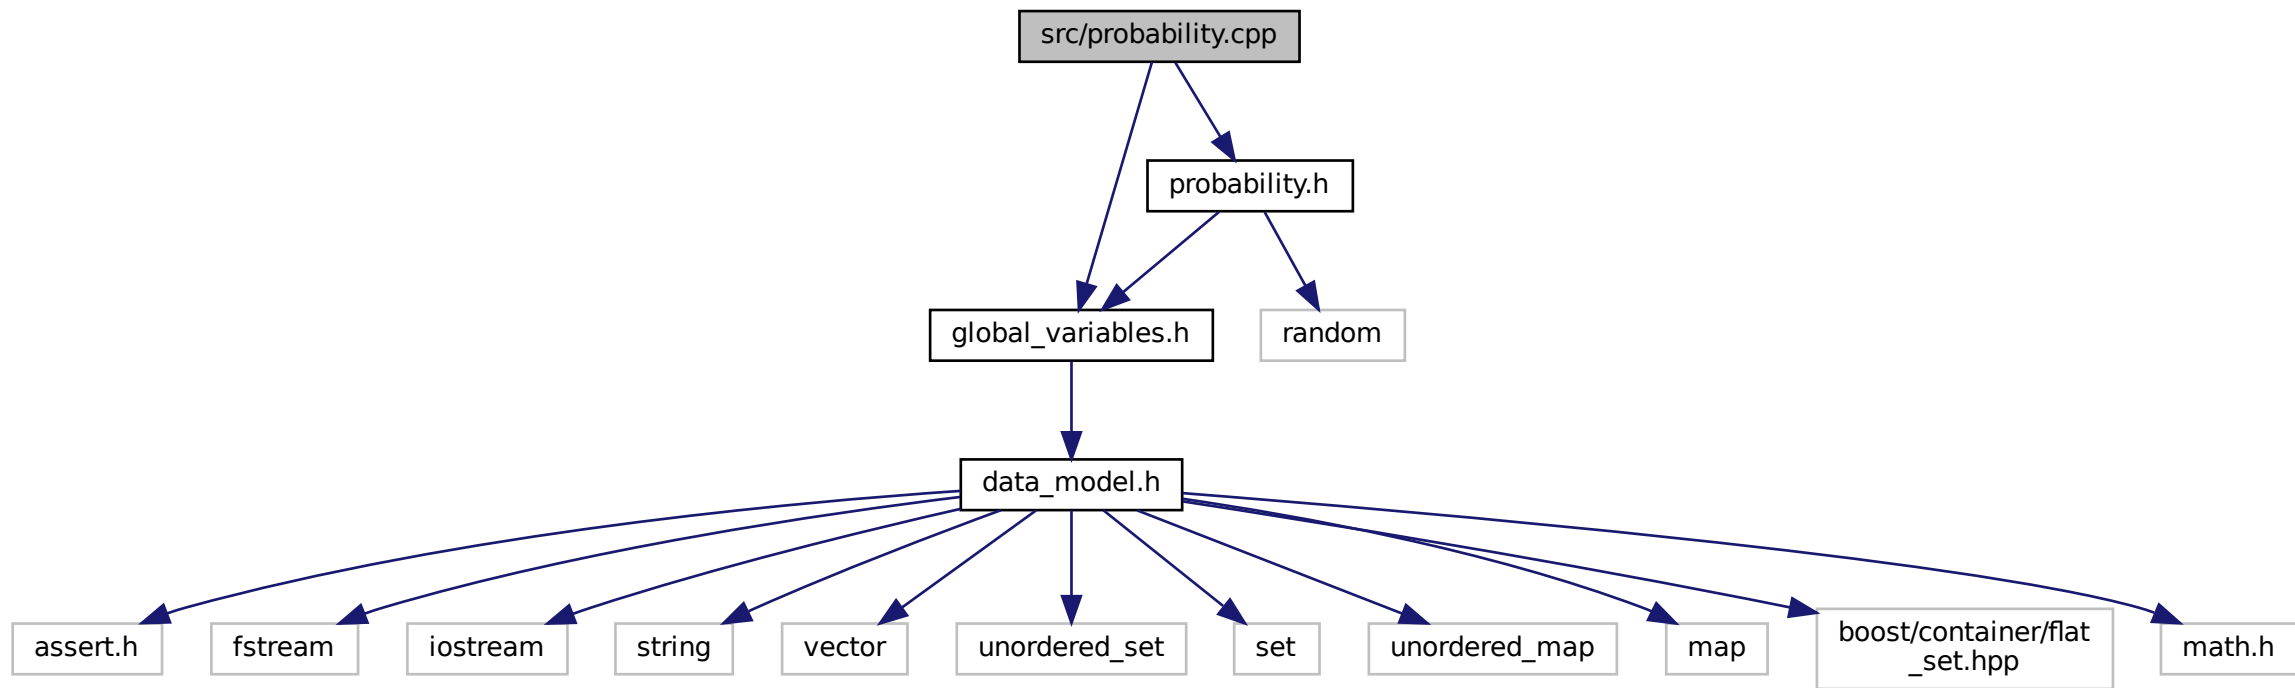 src/probability.cpp
probability.h
global_variables.h
random
data_model.h
assert.h
fstream
iostream
string
vector
unordered_set
set
unordered_map
map
boost/container/flat
_set.hpp
math.h